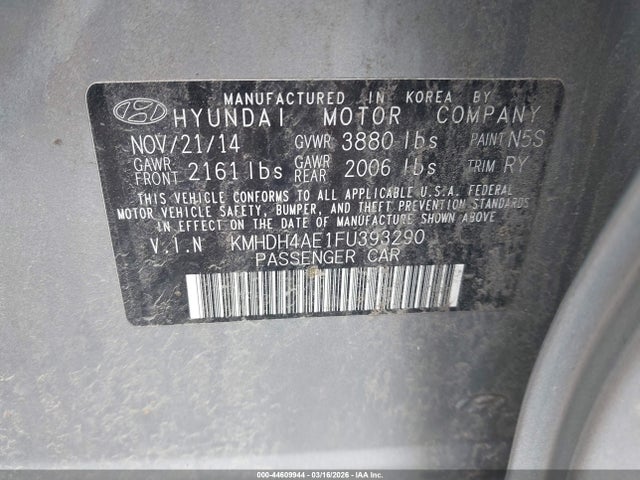 MANUFACTURED IN KOREA BY
HYUNDAI MOTOR COMPANY
NOV/21/14 GVWR 3880 lbs PAINT N5S
GAWR FRONT 2161 lbs GAWR REAR 2006 lbs TRIM RY
THIS VEHICLE CONFORMS TO ALL APPLICABLE U.S.A. FEDERAL
MOTOR VEHICLE SAFETY, BUMPER, AND THEFT PREVENTION STANDARDS
IN EFFECT ON THE DATE OF MANUFACTURE SHOWN ABOVE.
V.I.N KMHDH4AE1FU393290
PASSENGER CAR
000-44609944 | 03/16/2026 | IAA Inc.